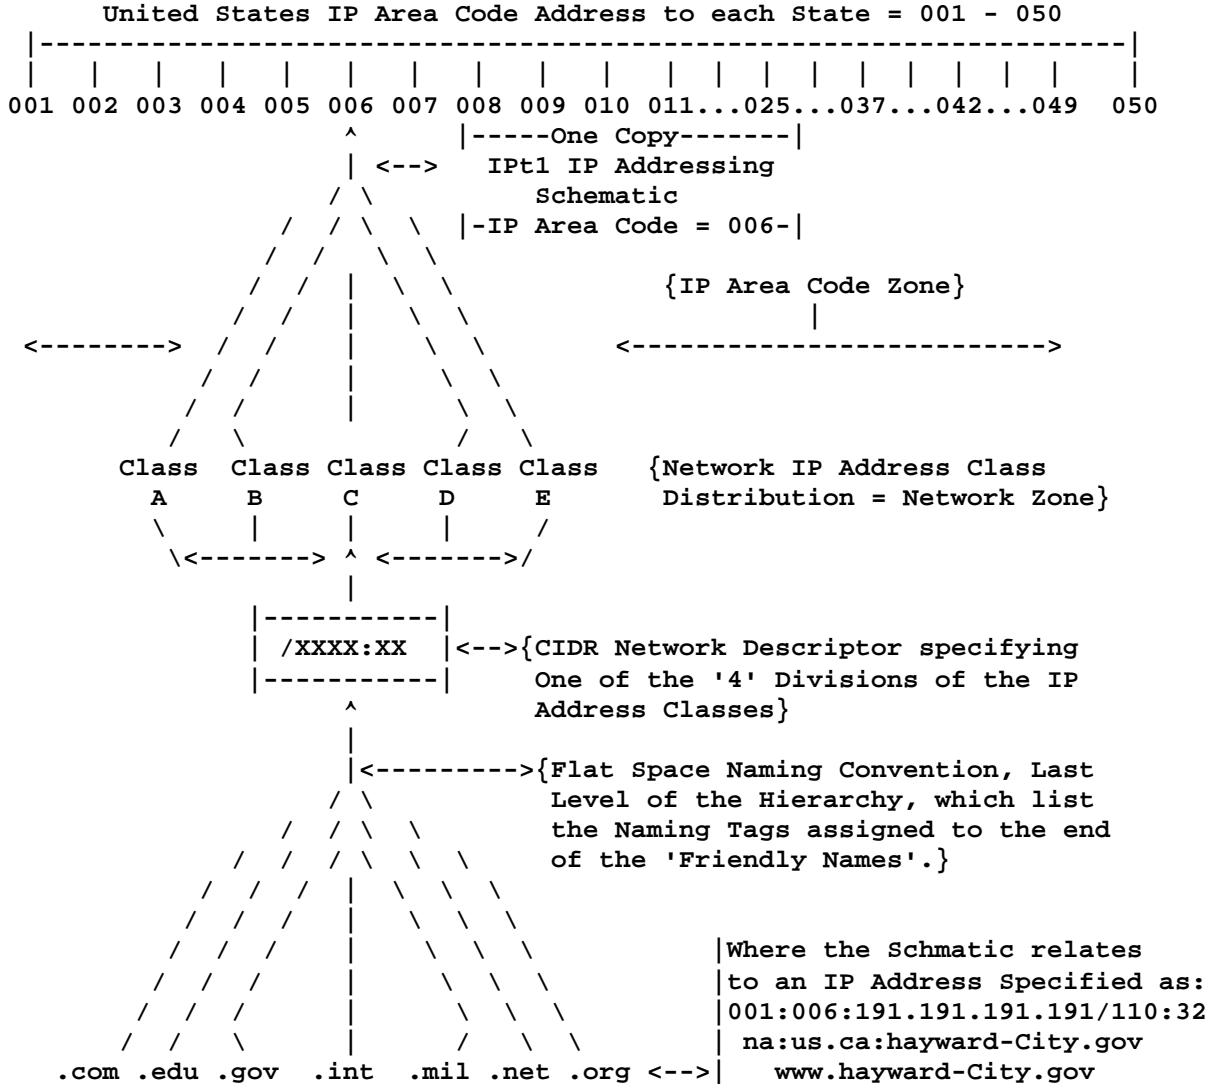 United States IP Area Code Address to each State = 001 - 050
|--------------------------------------------------------------------|
001 002 003 004 005 006 007 008 009 010 011...025...037...042...049 050
^ |-----One Copy-------|
| <--> IPt1 IP Addressing
Schematic
|-IP Area Code = 006-|
{IP Area Code Zone}
<--------> <-------------------------->
Class Class Class Class Class {Network IP Address Class
A B C D E Distribution = Network Zone}
\<-------> ^ <------->/
|-----------|
| /XXXX:XX |<-->{CIDR Network Descriptor specifying
|-----------| One of the '4' Divisions of the IP
^ Address Classes}
|<--------->{Flat Space Naming Convention, Last
Level of the Hierarchy, which list
the Naming Tags assigned to the end
of the 'Friendly Names'.}
|Where the Schmatic relates
|to an IP Address Specified as:
|001:006:191.191.191.191/110:32
| na:us.ca:hayward-City.gov
.com .edu .gov .int .mil .net .org <-->| www.hayward-City.gov